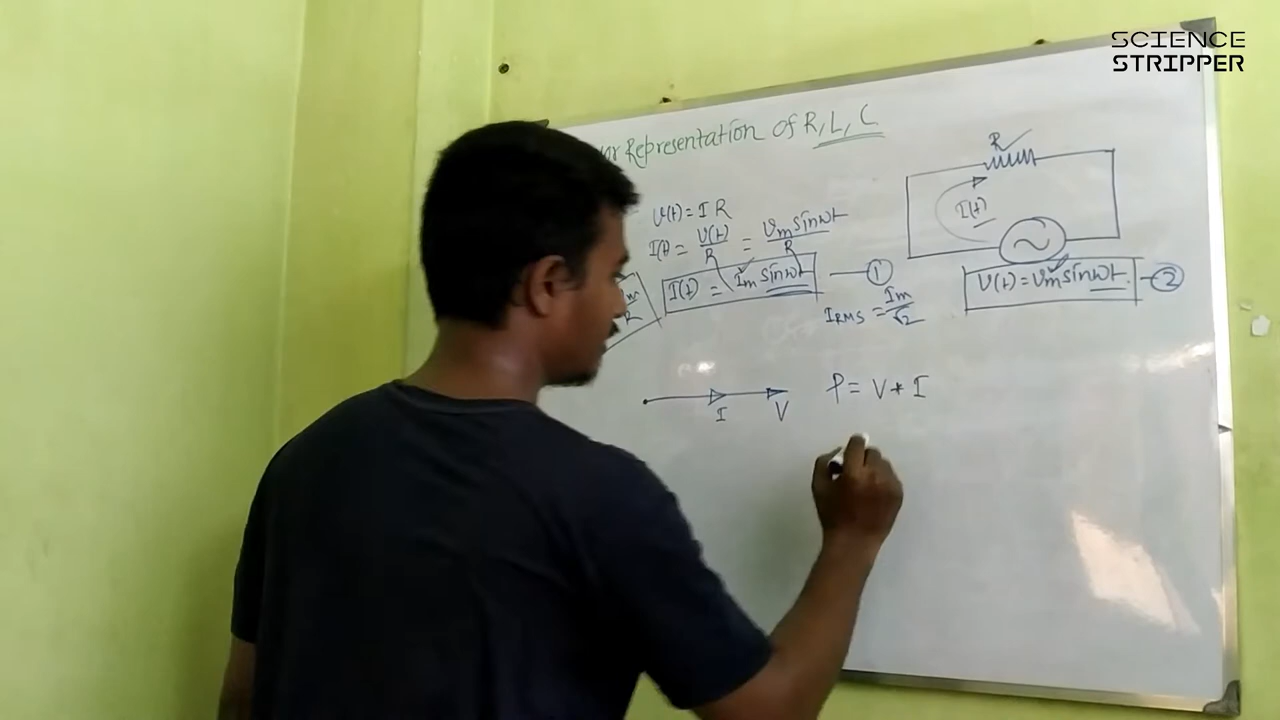 SCIENCE
STRIPPER
Representation of R, L, C
V(t) = I R
I(t) = V(t)/R = Vm sinωt/R
I(t) = Im sinωt — 1
R
IRMS = Im/√2
R
I(t)
V(t) = Vm sinωt. — 2
I V
P = V * I